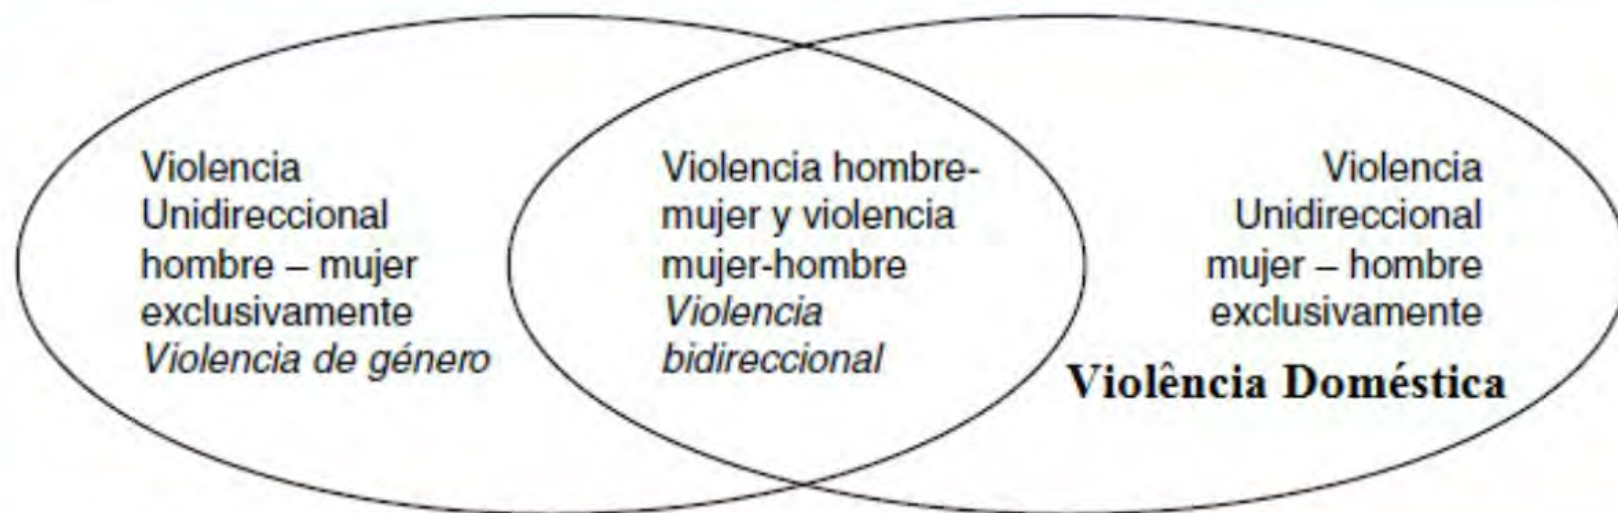 Violencia
Unidireccional
hombre – mujer
exclusivamente
Violencia de género
Violencia hombre-
mujer y violencia
mujer-hombre
Violencia
bidireccional
Violencia
Unidireccional
mujer – hombre
exclusivamente
Violência Doméstica